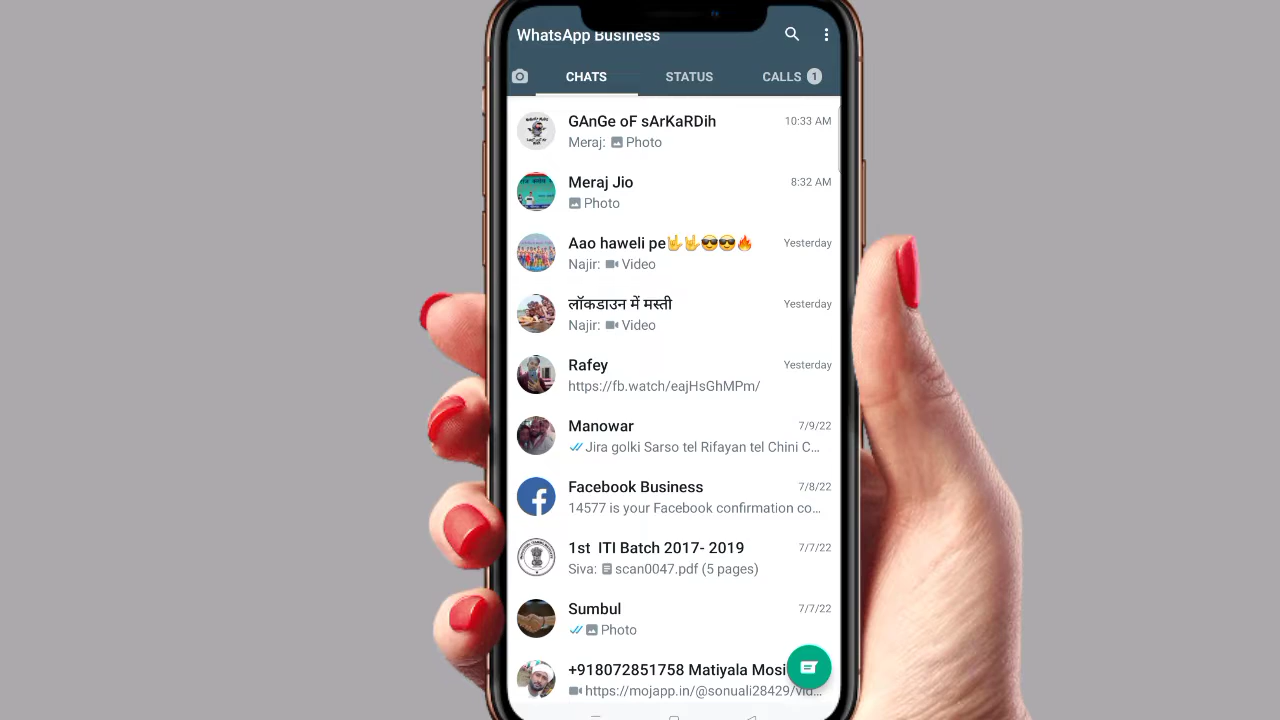 WhatsApp Business
CHATS
STATUS
CALLS 1
GAnGe oF sArKaRDih
10:33 AM
Meraj: Photo
Meraj Jio
8:32 AM
Photo
Aao haweli pe🤟🤟😎😎🔥
Yesterday
Najir: Video
लॉकडाउन में मस्ती
Yesterday
Najir: Video
Rafey
Yesterday
https://fb.watch/eajHsGhMPm/
Manowar
7/9/22
Jira golki Sarso tel Rifayan tel Chini C...
Facebook Business
7/8/22
14577 is your Facebook confirmation co...
1st ITI Batch 2017- 2019
7/7/22
Siva: scan0047.pdf (5 pages)
Sumbul
7/7/22
Photo
+918072851758 Matiyala Mosi
https://mojapp.in/@sonuali28429/vid...